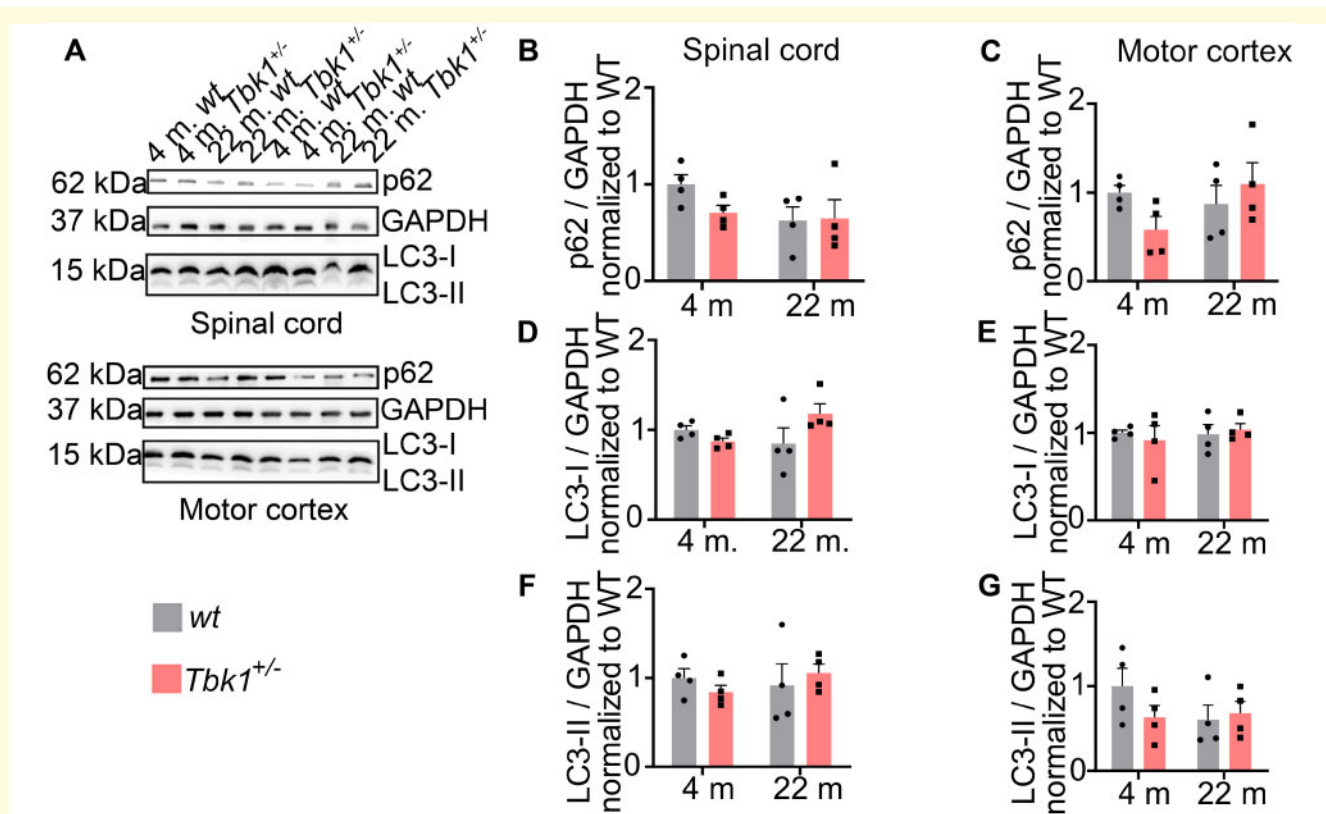 A
4 m. wt
4 m. Tbk1+/-
22 m. wt
22 m. Tbk1+/-
4 m. wt
4 m. Tbk1+/-
22 m. wt
22 m. Tbk1+/-
62 kDa p62
37 kDa GAPDH
15 kDa LC3-I
LC3-II
Spinal cord
62 kDa p62
37 kDa GAPDH
15 kDa LC3-I
LC3-II
Motor cortex
wt
Tbk1+/-
B Spinal cord
p62 / GAPDH
normalized to WT
2
1
0
4 m 22 m
C Motor cortex
p62 / GAPDH
normalized to WT
2
1
0
4 m 22 m
D
LC3-I / GAPDH
normalized to WT
2
1
0
4 m. 22 m.
E
LC3-I / GAPDH
normalized to WT
2
1
0
4 m 22 m
F
LC3-II / GAPDH
normalized to WT
2
1
0
4 m 22 m
G
LC3-II / GAPDH
normalized to WT
2
1
0
4 m 22 m